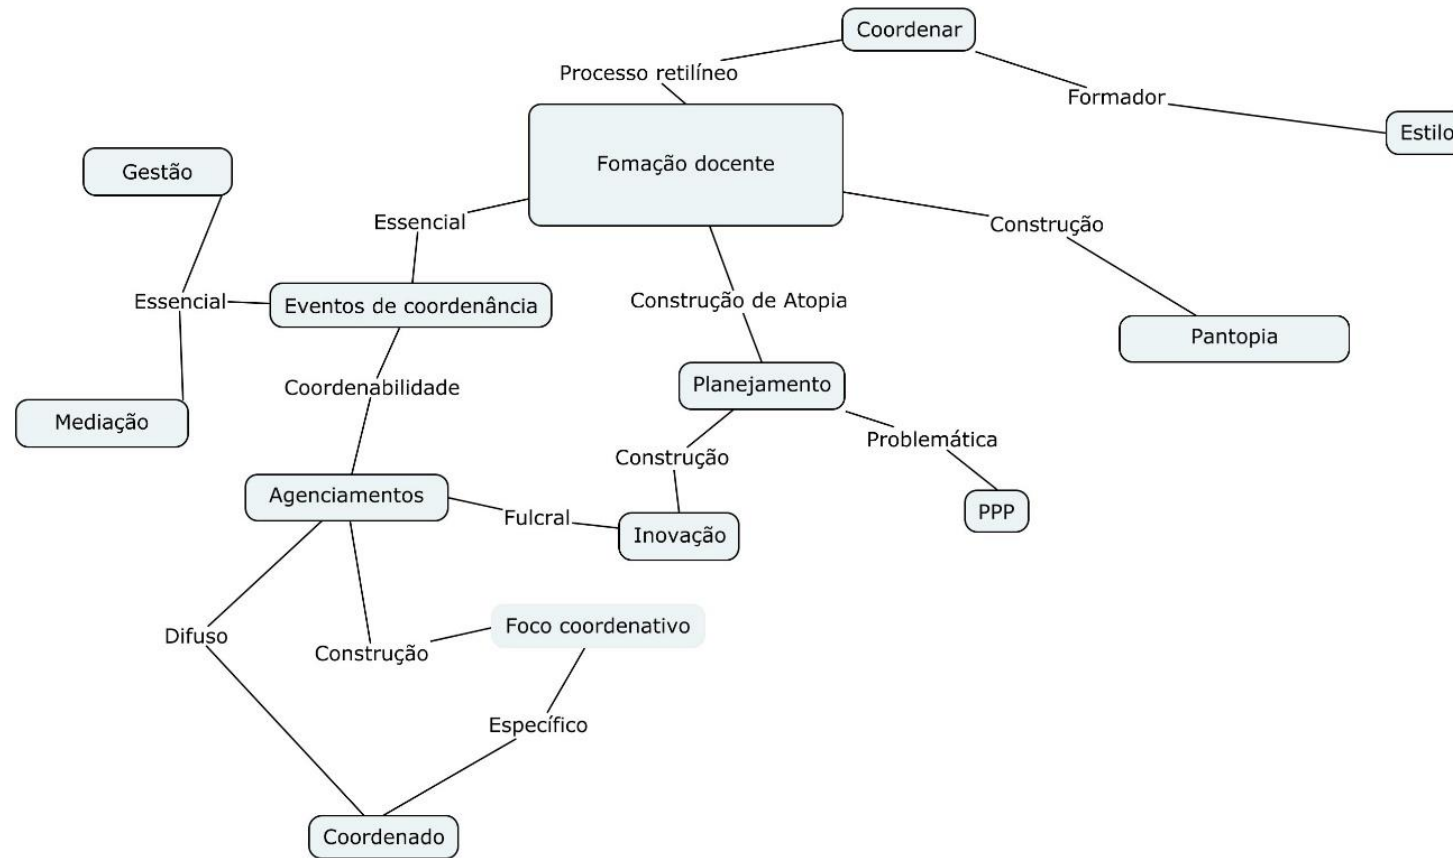 Coordenar
Processo retilíneo
Formador
Estilo
Fomação docente
Gestão
Essencial
Construção
Essencial
Eventos de coordenância
Construção de Atopia
Pantopia
Coordenabilidade
Planejamento
Mediação
Problemática
Construção
Agenciamentos
Fulcral
PPP
Inovação
Foco coordenativo
Difuso
Construção
Específico
Coordenado